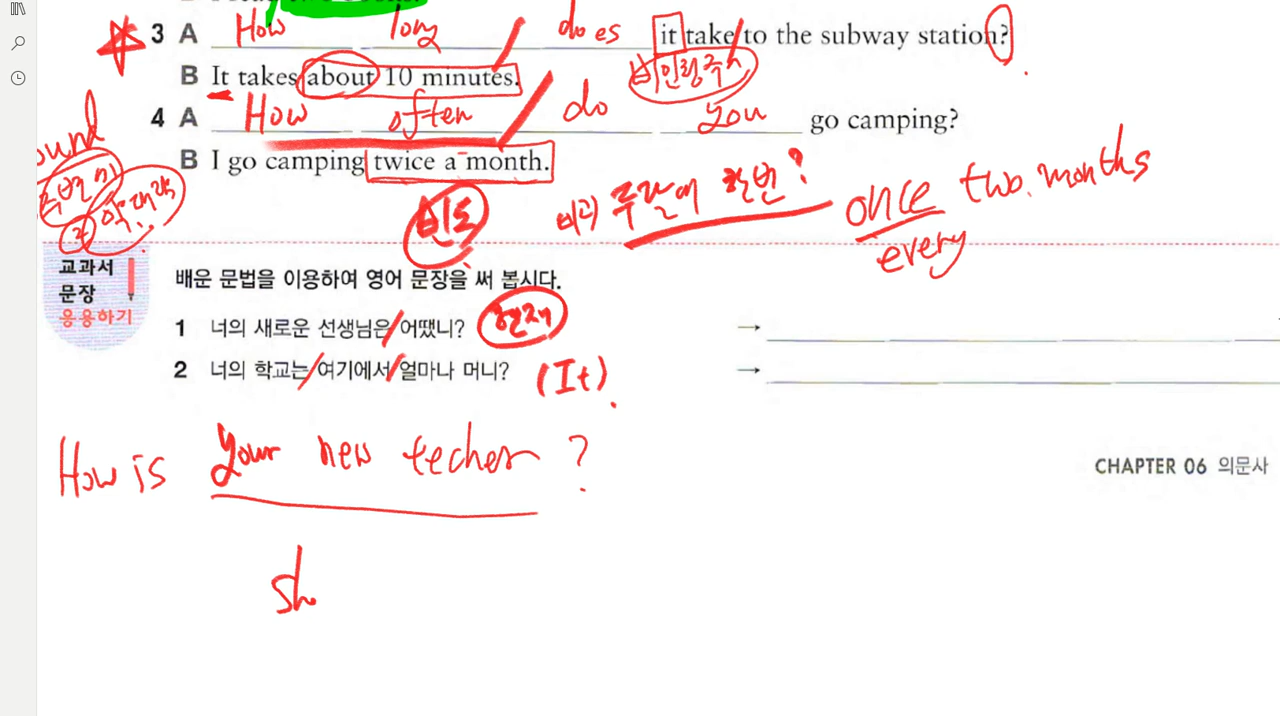 3 A How long does it take to the subway station?
B It takes about 10 minutes.
비인칭주어
4 A How often do you go camping?
B I go camping twice a month.
빈도
두달에 한번?
once two months
every
교과서
문장
응용하기
배운 문법을 이용하여 영어 문장을 써 봅시다.
1 너의 새로운 선생님은 어땠니? 현재 →
2 너의 학교는 여기에서 얼마나 머니? (It) →
How is your new techer ?
CHAPTER 06 의문사
sh